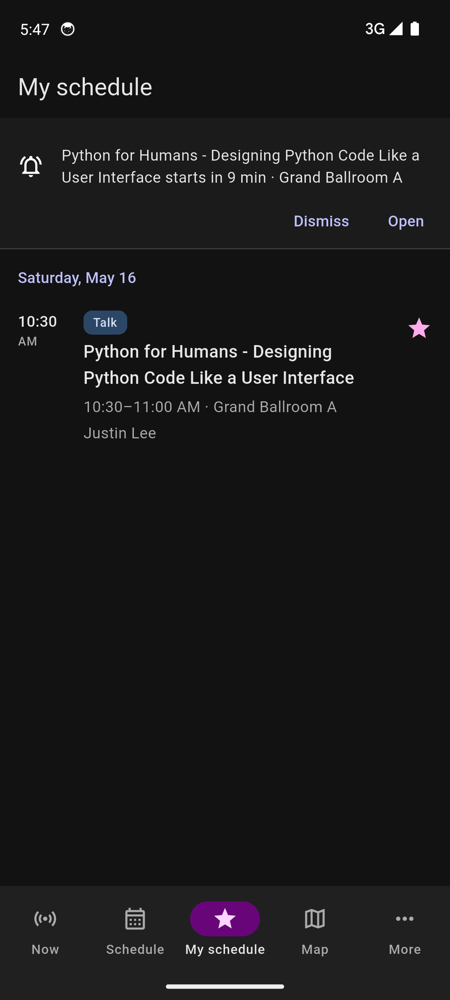 5:47
3G
My schedule
Python for Humans - Designing Python Code Like a
User Interface starts in 9 min · Grand Ballroom A
Dismiss
Open
Saturday, May 16
10:30
AM
Talk
Python for Humans - Designing
Python Code Like a User Interface
10:30–11:00 AM · Grand Ballroom A
Justin Lee
Now
Schedule
My schedule
Map
More